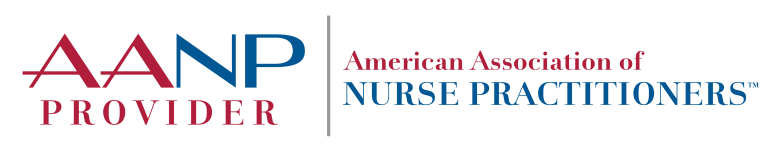 AANP
PROVIDER
American Association of
NURSE PRACTITIONERS™